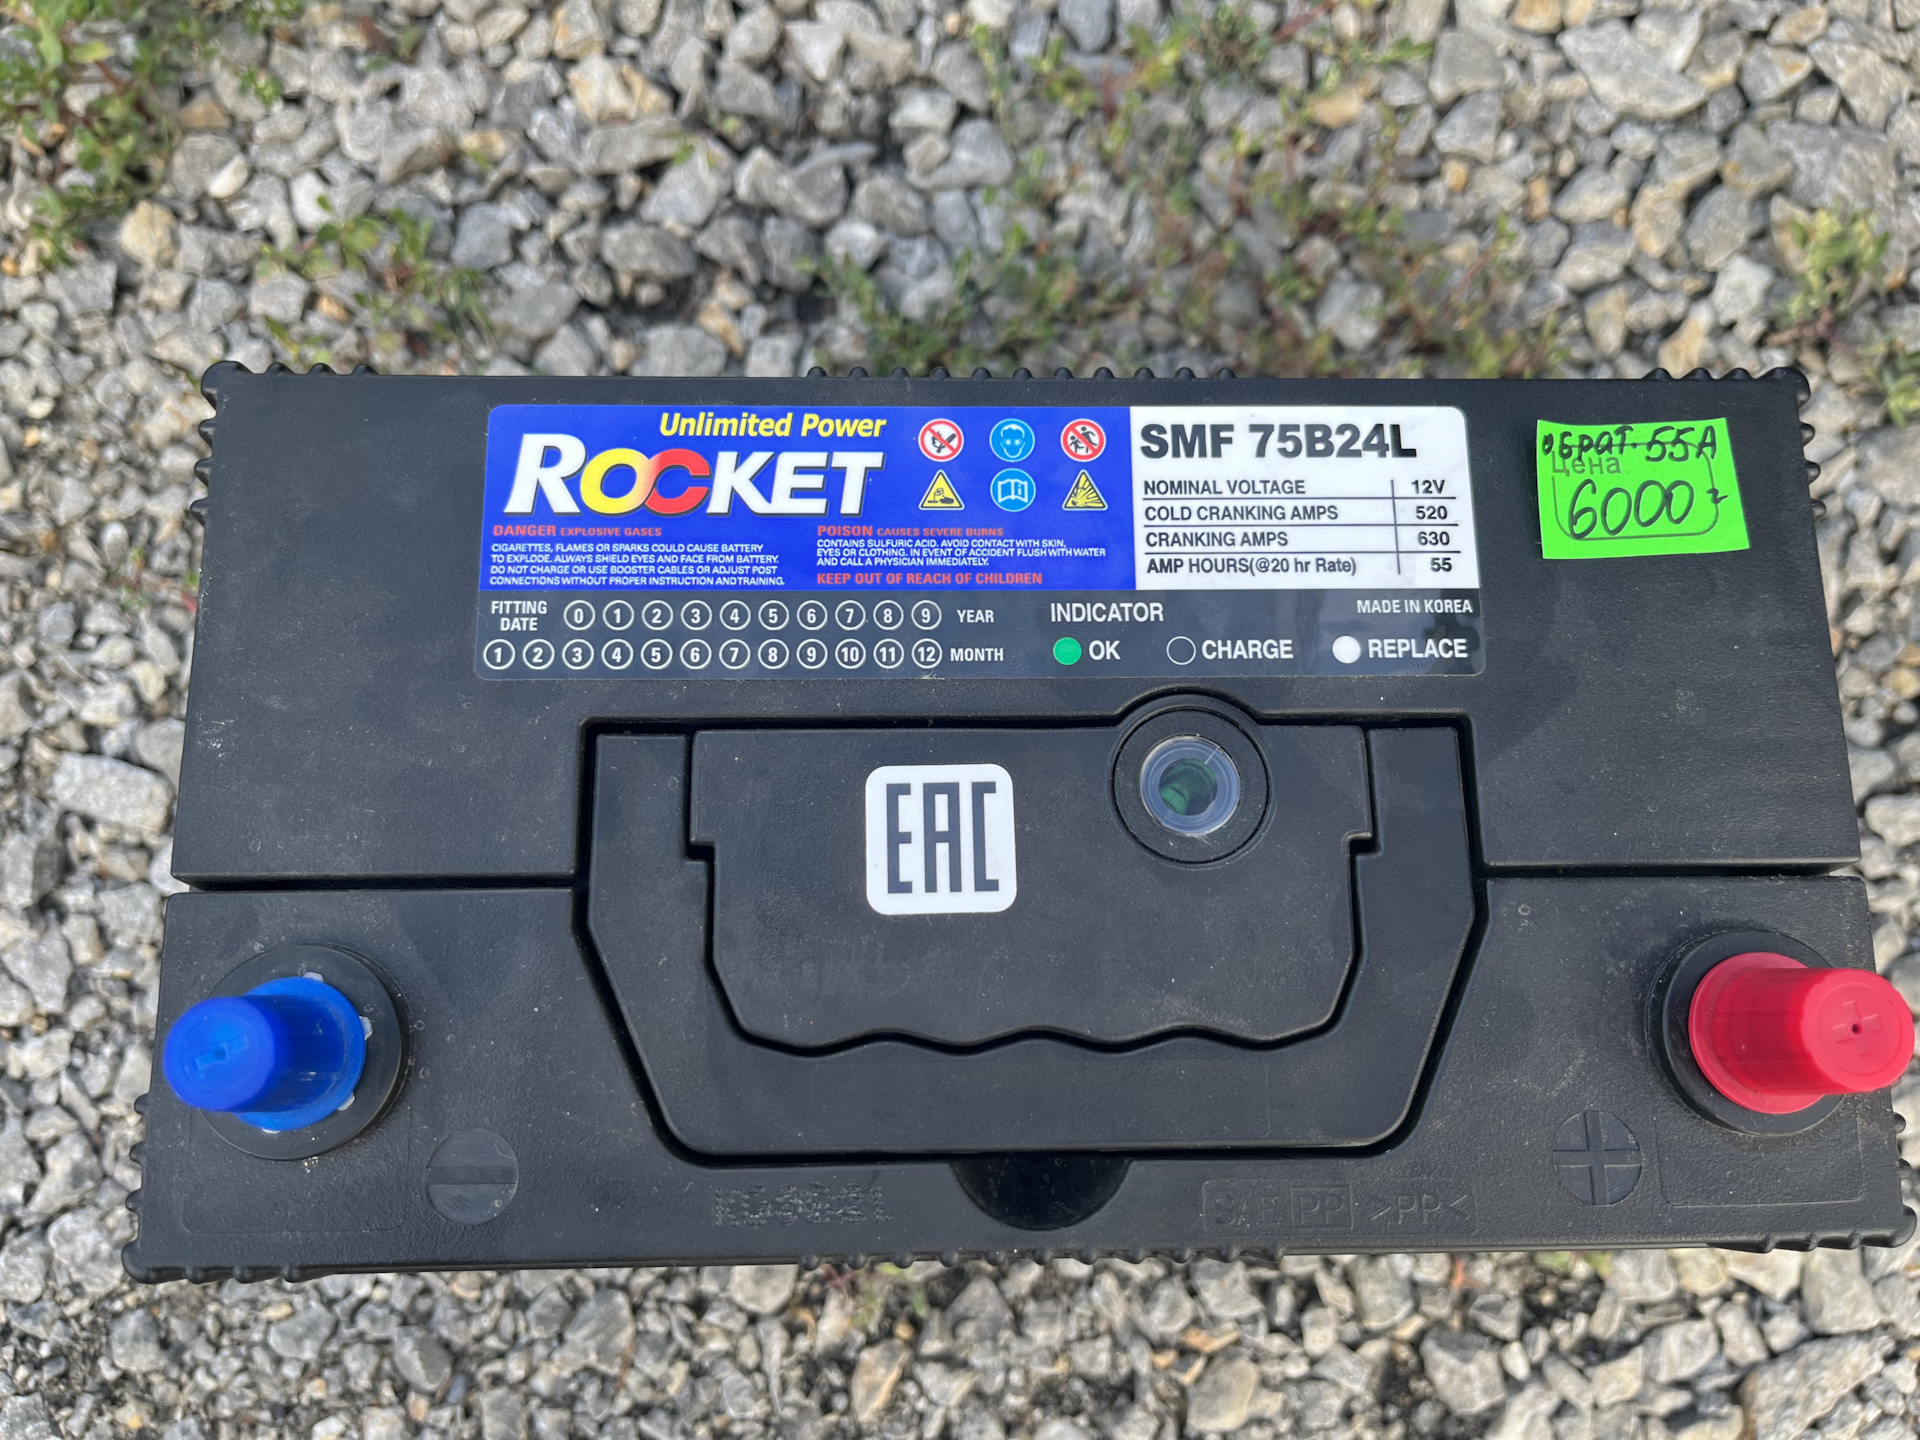 Unlimited Power
ROCKET
DANGER EXPLOSIVE GASES
CIGARETTES, FLAMES OR SPARKS COULD CAUSE BATTERY
TO EXPLODE. ALWAYS SHIELD EYES AND FACE FROM BATTERY.
DO NOT CHARGE OR USE BOOSTER CABLES OR ADJUST POST
CONNECTIONS WITHOUT PROPER INSTRUCTION AND TRAINING.
POISON CAUSES SEVERE BURNS
CONTAINS SULFURIC ACID. AVOID CONTACT WITH SKIN,
EYES OR CLOTHING. IN EVENT OF ACCIDENT FLUSH WITH WATER
AND CALL A PHYSICIAN IMMEDIATELY.
KEEP OUT OF REACH OF CHILDREN
SMF 75B24L
NOMINAL VOLTAGE 12V
COLD CRANKING AMPS 520
CRANKING AMPS 630
AMP HOURS(@20 hr Rate) 55
обрат. 55А
Цена
6000
FITTING
DATE
0 1 2 3 4 5 6 7 8 9 YEAR
1 2 3 4 5 6 7 8 9 10 11 12 MONTH
INDICATOR
MADE IN KOREA
OK CHARGE REPLACE
EAC
SAE PP >PP<